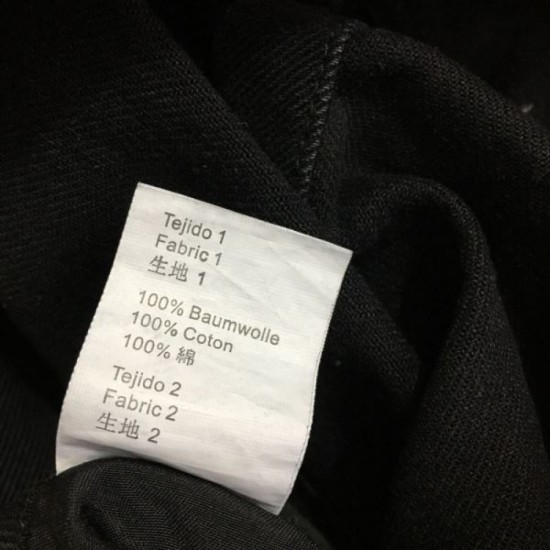 Tejido 1
Fabric 1
生地 1
100% Baumwolle
100% Coton
100% 綿
Tejido 2
Fabric 2
生地 2